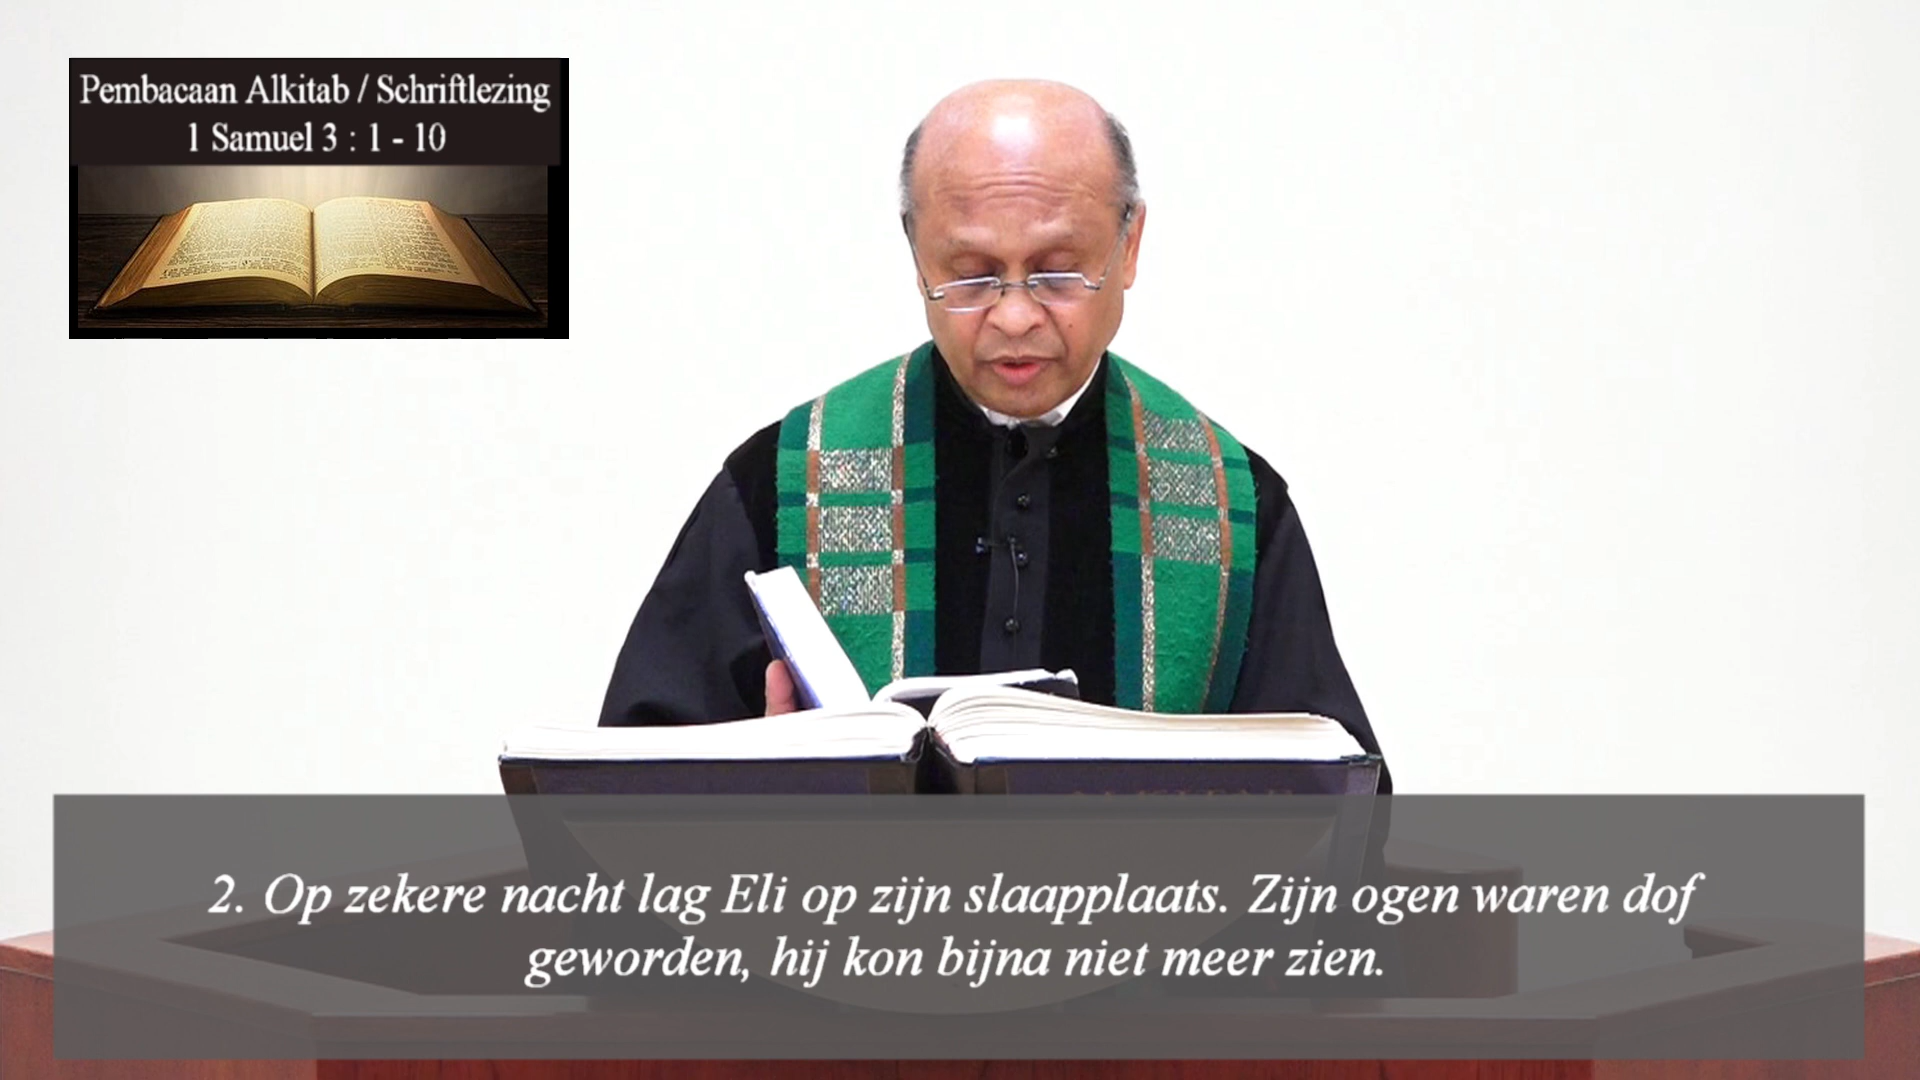 Pembacaan Alkitab / Schriftlezing
1 Samuel 3 : 1 - 10
2. Op zekere nacht lag Eli op zijn slaapplaats. Zijn ogen waren dof
geworden, hij kon bijna niet meer zien.